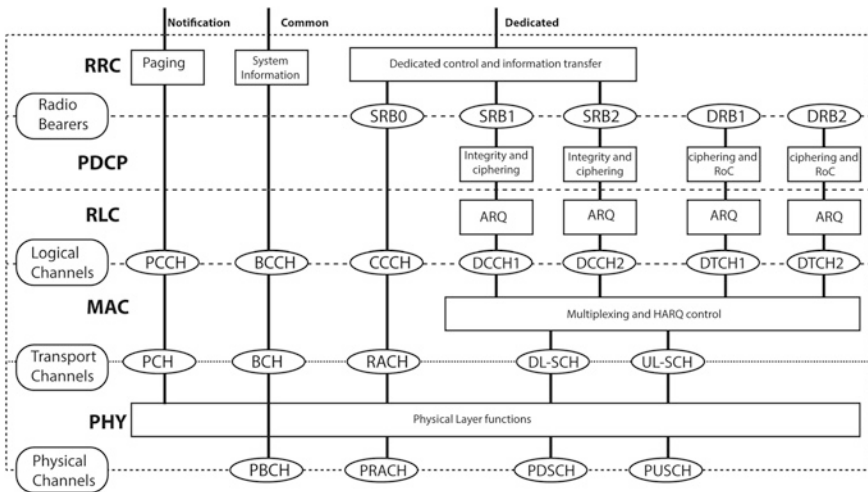 Notification
Common
Dedicated
RRC
Paging
System
Information
Dedicated control and information transfer
Radio
Bearers
SRB0
SRB1
SRB2
DRB1
DRB2
PDCP
Integrity and
ciphering
Integrity and
ciphering
ciphering and
RoC
ciphering and
RoC
RLC
ARQ
ARQ
ARQ
ARQ
Logical
Channels
PCCH
BCCH
CCCH
DCCH1
DCCH2
DTCH1
DTCH2
MAC
Multiplexing and HARQ control
Transport
Channels
PCH
BCH
RACH
DL-SCH
UL-SCH
PHY
Physical Layer functions
Physical
Channels
PBCH
PRACH
PDSCH
PUSCH